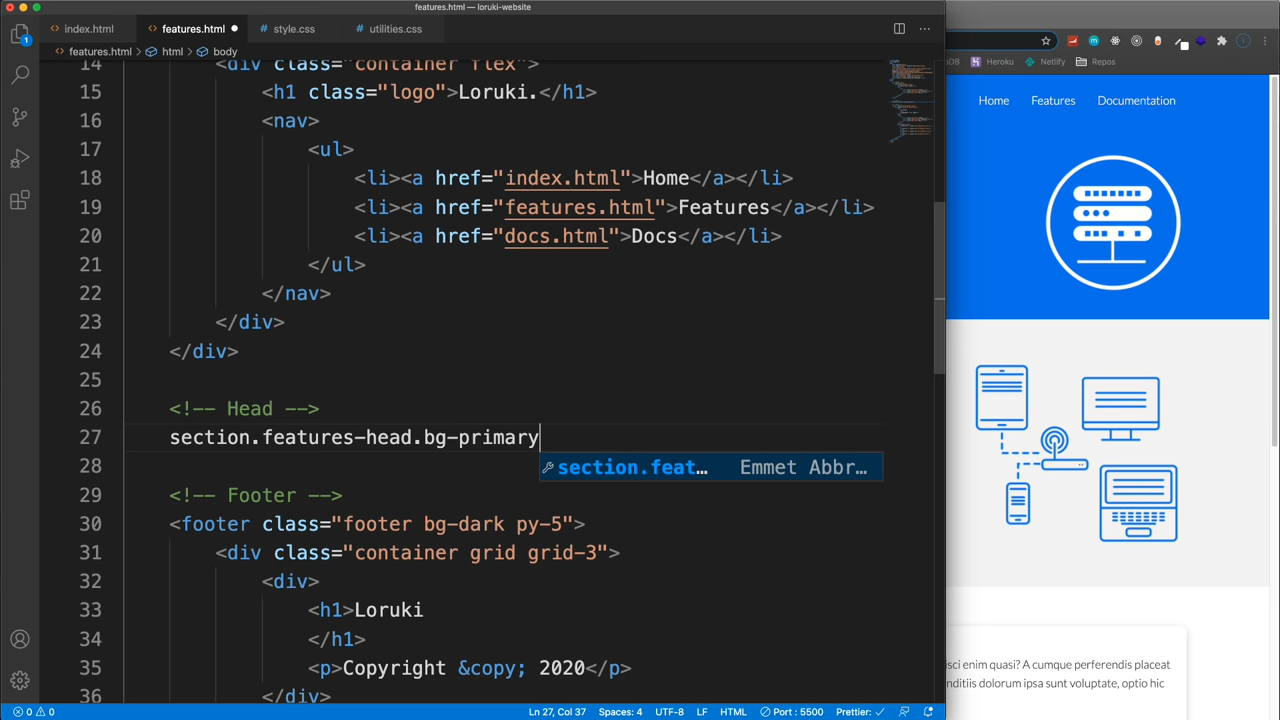 features.html — loruki-website
index.html
features.html
style.css
utilities.css
features.html
html
body
1
DB
Heroku
Netlify
Repos
14 <div class="container flex">
15 <h1 class="logo">Loruki.</h1>
16 <nav>
17 <ul>
18 <li><a href="index.html">Home</a></li>
19 <li><a href="features.html">Features</a></li>
20 <li><a href="docs.html">Docs</a></li>
21 </ul>
22 </nav>
23 </div>
24 </div>
25
26 <!-- Head -->
27 section.features-head.bg-primary
section.feat… Emmet Abbr…
28
29 <!-- Footer -->
30 <footer class="footer bg-dark py-5">
31 <div class="container grid grid-3">
32 <div>
33 <h1>Loruki
34 </h1>
35 <p>Copyright &copy; 2020</p>
36 </div>
Home Features Documentation
isci enim quasi? A cumque perferendis placeat
nditiis dolorum ipsa sunt voluptate, optio hic
0 0 Ln 27, Col 37 Spaces: 4 UTF-8 LF HTML Port : 5500 Prettier: ✓